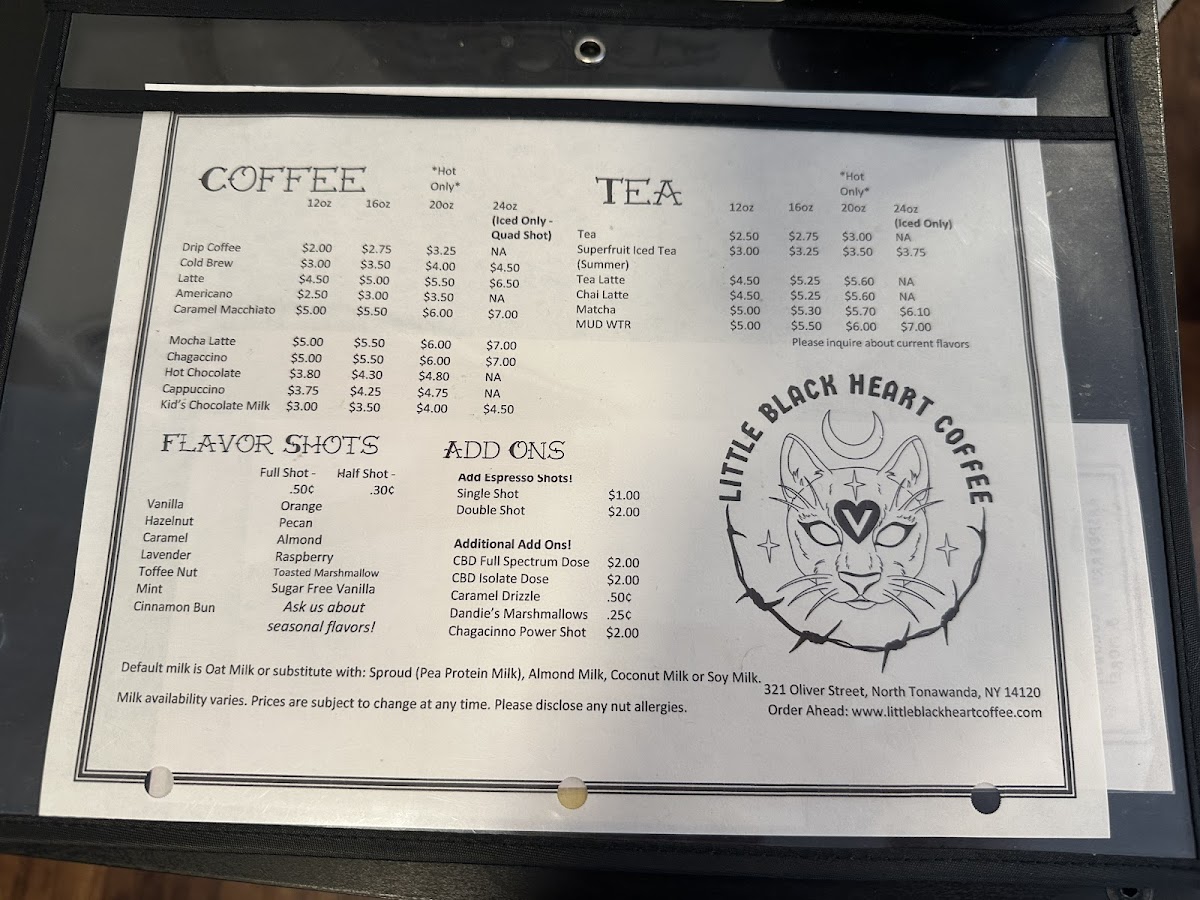 COFFEE
*Hot
Only*
12oz 16oz 20oz 24oz
(Iced Only -
Quad Shot)
Drip Coffee $2.00 $2.75 $3.25 NA
Cold Brew $3.00 $3.50 $4.00 $4.50
Latte $4.50 $5.00 $5.50 $6.50
Americano $2.50 $3.00 $3.50 NA
Caramel Macchiato $5.00 $5.50 $6.00 $7.00
Mocha Latte $5.00 $5.50 $6.00 $7.00
Chagaccino $5.00 $5.50 $6.00 $7.00
Hot Chocolate $3.80 $4.30 $4.80 NA
Cappuccino $3.75 $4.25 $4.75 NA
Kid's Chocolate Milk $3.00 $3.50 $4.00 $4.50
TEA
*Hot
Only*
12oz 16oz 20oz 24oz
(Iced Only)
Tea $2.50 $2.75 $3.00 NA
Superfruit Iced Tea $3.00 $3.25 $3.50 $3.75
(Summer)
Tea Latte $4.50 $5.25 $5.60 NA
Chai Latte $4.50 $5.25 $5.60 NA
Matcha $5.00 $5.30 $5.70 $6.10
MUD WTR $5.00 $5.50 $6.00 $7.00
Please inquire about current flavors
FLAVOR SHOTS
Full Shot - Half Shot -
.50¢ .30¢
Vanilla Orange
Hazelnut Pecan
Caramel Almond
Lavender Raspberry
Toffee Nut Toasted Marshmallow
Mint Sugar Free Vanilla
Cinnamon Bun Ask us about
seasonal flavors!
ADD ONS
Add Espresso Shots!
Single Shot $1.00
Double Shot $2.00
Additional Add Ons!
CBD Full Spectrum Dose $2.00
CBD Isolate Dose $2.00
Caramel Drizzle .50¢
Dandie's Marshmallows .25¢
Chagacinno Power Shot $2.00
LITTLE BLACK HEART COFFEE
V
Default milk is Oat Milk or substitute with: Sproud (Pea Protein Milk), Almond Milk, Coconut Milk or Soy Milk.
Milk availability varies. Prices are subject to change at any time. Please disclose any nut allergies.
321 Oliver Street, North Tonawanda, NY 14120
Order Ahead: www.littleblackheartcoffee.com